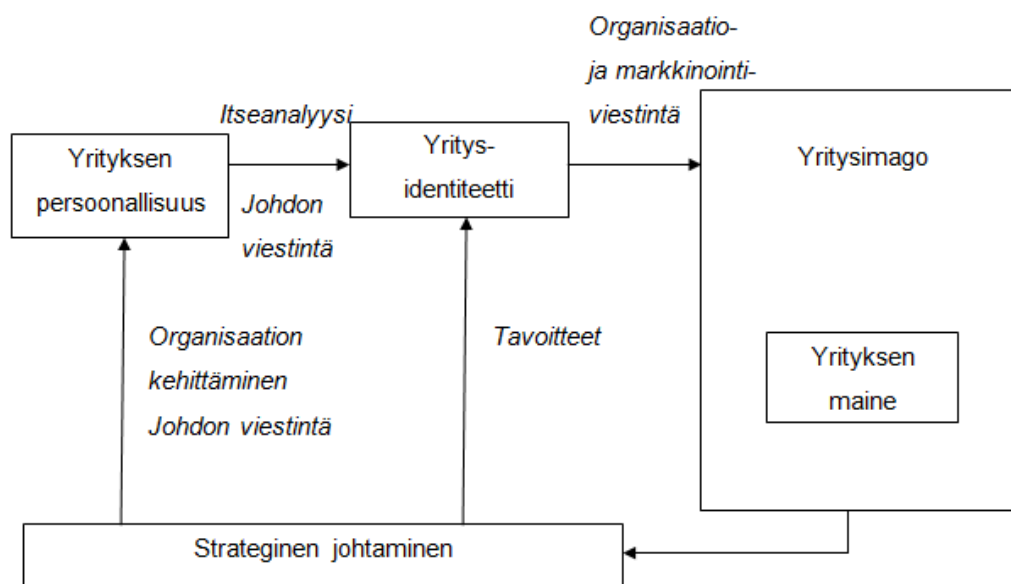 Organisaatio-
ja markkinointi-
viestintä
Itseanalyysi
Yrityksen
persoonallisuus
Yritys-
identiteetti
Yritysimago
Johdon
viestintä
Organisaation
kehittäminen
Johdon viestintä
Tavoitteet
Yrityksen
maine
Strateginen johtaminen